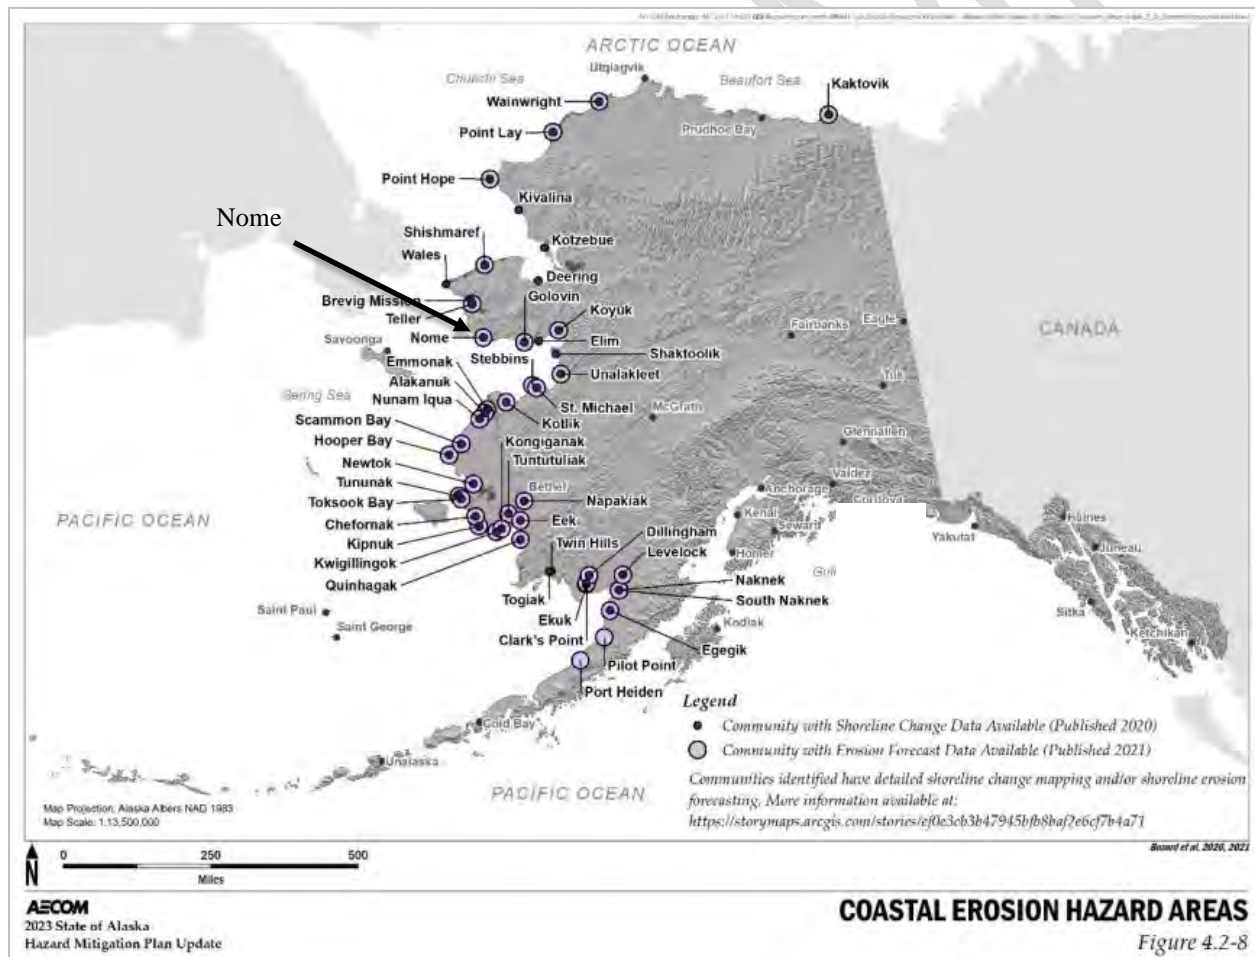 ARCTIC OCEAN
Chukchi Sea
Utqiagvik
Beaufort Sea
Kaktovik
Wainwright
Prudhoe Bay
Point Lay
Point Hope
Kivalina
Nome
Shishmaref
Kotzebue
Wales
Deering
Golovin
Brevig Mission
Koyuk
Teller
Fairbanks
Eagle
CANADA
Nome
Elim
Savoonga
Stebbins
Shaktoolik
Emmonak
Unalakleet
Alakanuk
Tok
Bering Sea
Nunam Iqua
St. Michael
McGrath
Scammon Bay
Kotlik
Glennallen
Hooper Bay
Kongiganak
Newtok
Tuntutuliak
Valdez
Tununak
Bethel
Anchorage
Toksook Bay
Napakiak
Cordova
PACIFIC OCEAN
Kenai
Haines
Chefornak
Eek
Dillingham
Seward
Yakutat
Kipnuk
Twin Hills
Levelock
Homer
Juneau
Kwigillingok
Gulf
Quinhagak
Naknek
Togiak
South Naknek
Saint Paul
Ekuk
Sitka
Saint George
Clark's Point
Kodiak
Ketchikan
Egegik
Pilot Point
Port Heiden
Cold Bay
Unalaska
PACIFIC OCEAN
Legend
Community with Shoreline Change Data Available (Published 2020)
Community with Erosion Forecast Data Available (Published 2021)
Communities identified have detailed shoreline change mapping and/or shoreline erosion
forecasting. More information available at:
https://storymaps.arcgis.com/stories/ef0e3cb3b47945bfb8baf2e6cf7b4a71
Map Projection: Alaska Albers NAD 1983
Map Scale: 1:13,500,000
N
0 250 500
Miles
AECOM
2023 State of Alaska
Hazard Mitigation Plan Update
COASTAL EROSION HAZARD AREAS
Figure 4.2-8